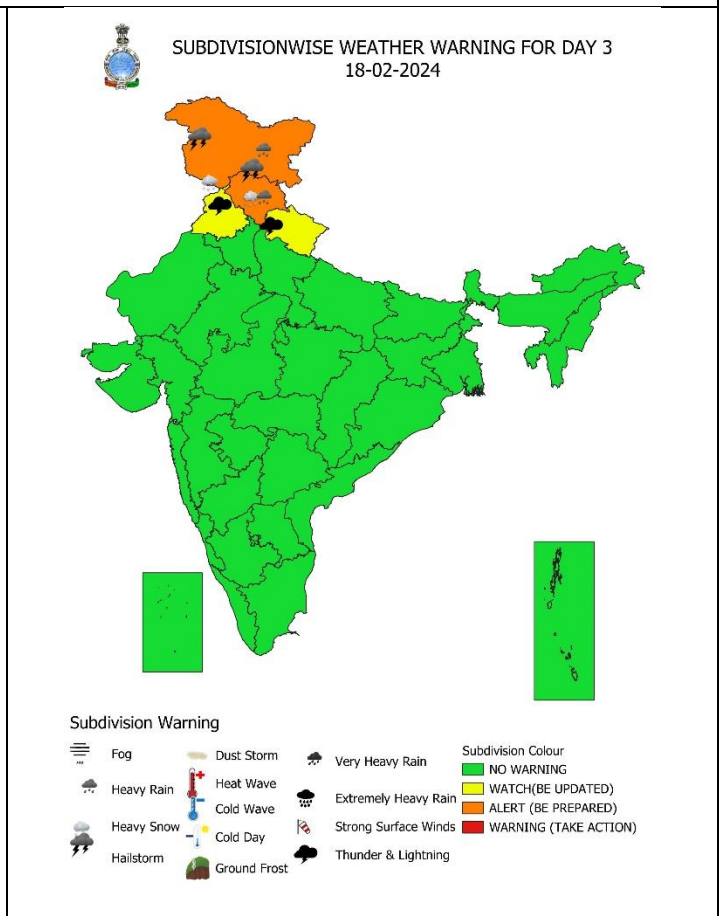 SUBDIVISIONWISE WEATHER WARNING FOR DAY 3
18-02-2024
Subdivision Warning
Fog
Heavy Rain
Heavy Snow
Hailstorm
Dust Storm
Heat Wave
Cold Wave
Cold Day
Ground Frost
Very Heavy Rain
Extremely Heavy Rain
Strong Surface Winds
Thunder & Lightning
Subdivision Colour
NO WARNING
WATCH(BE UPDATED)
ALERT (BE PREPARED)
WARNING (TAKE ACTION)